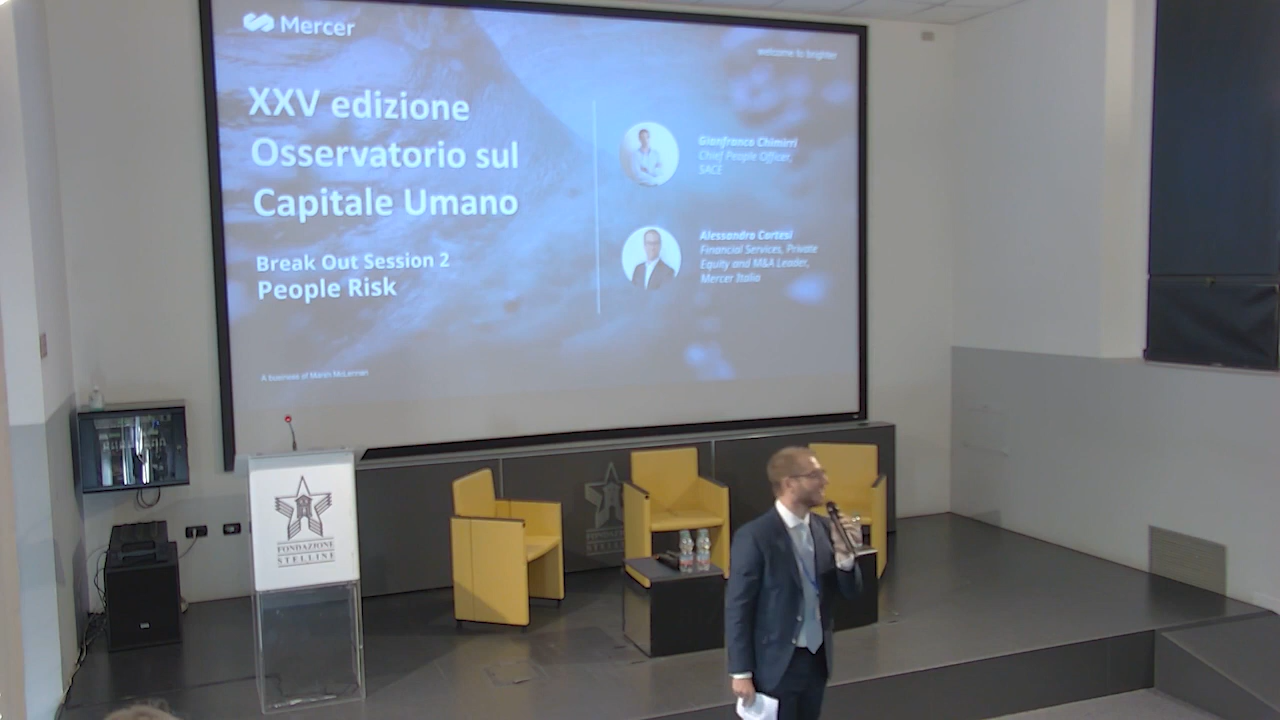 Mercer
welcome to brighter
XXV edizione
Osservatorio sul
Capitale Umano
Break Out Session 2
People Risk
Gianfranco Chimirri
Chief People Officer,
SACE
Alessandro Cortesi
Financial Services, Private
Equity and M&A Leader,
Mercer Italia
A business of Marsh McLennan
FONDAZIONE
STELLINE
FONDAZIONE
STELLINE